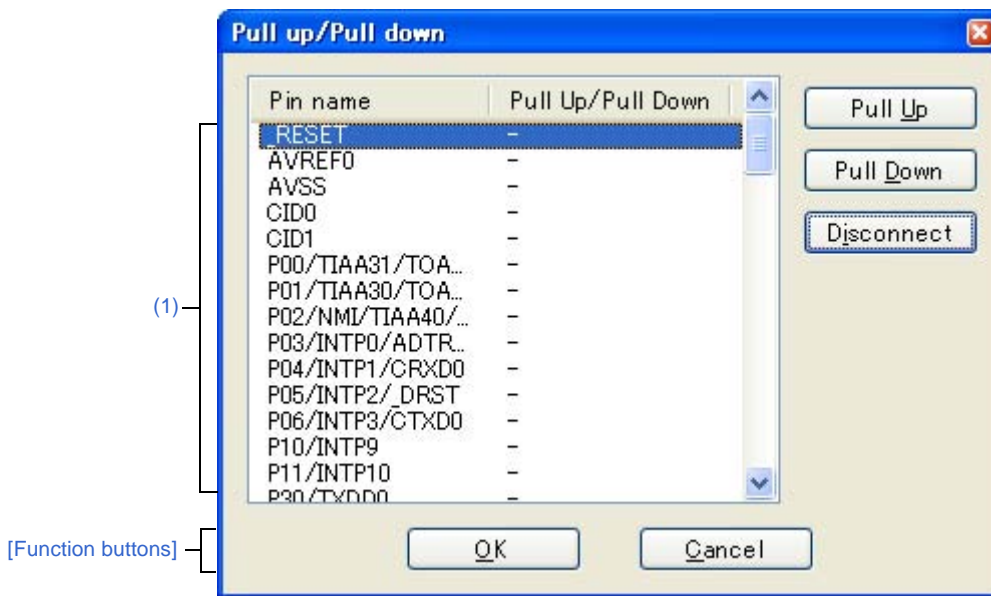 Pull up/Pull down
Pin name Pull Up/Pull Down
_RESET -
AVREF0 -
AVSS -
CID0 -
CID1 -
P00/TIAA31/TOA... -
P01/TIAA30/TOA... -
P02/NMI/TIAA40/... -
P03/INTP0/ADTR... -
P04/INTP1/CRXD0 -
P05/INTP2/_DRST -
P06/INTP3/CTXD0 -
P10/INTP9 -
P11/INTP10 -
P30/TXDD0 -
Pull Up
Pull Down
Disconnect
(1)
[Function buttons]
OK Cancel